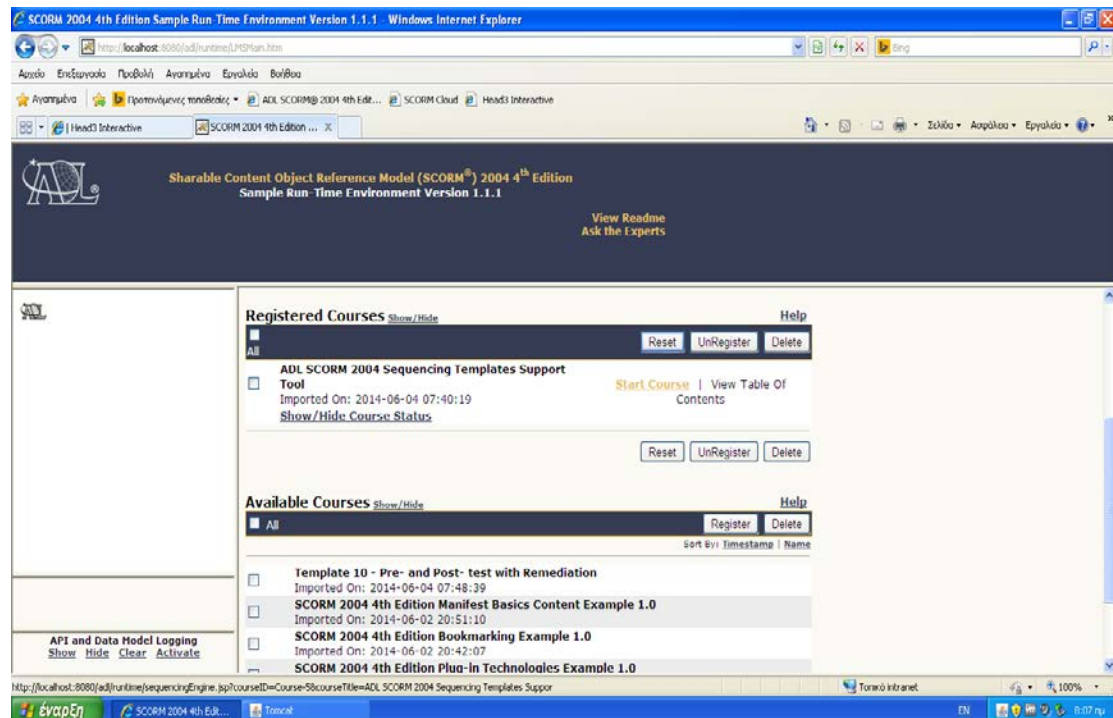 SCORM 2004 4th Edition Sample Run-Time Environment Version 1.1.1 - Windows Internet Explorer
http://localhost:8080/adl/runtime/LMSMain.htm
Bing
Αρχείο Επεξεργασία Προβολή Αγαπημένα Εργαλεία Βοήθεια
Αγαπημένα Προτεινόμενες τοποθεσίες ADL SCORM® 2004 4th Edit... SCORM Cloud Head3 Interactive
| Head3 Interactive SCORM 2004 4th Edition ... X Σελίδα Ασφάλεια Εργαλεία
ADL®
Sharable Content Object Reference Model (SCORM®) 2004 4th Edition
Sample Run-Time Environment Version 1.1.1
View Readme
Ask the Experts
ADL
Registered Courses Show/Hide Help
All Reset UnRegister Delete
ADL SCORM 2004 Sequencing Templates Support
Tool
Start Course | View Table Of
Contents
Imported On: 2014-06-04 07:40:19
Show/Hide Course Status
Reset UnRegister Delete
Available Courses Show/Hide Help
All Register Delete
Sort By: Timestamp | Name
Template 10 - Pre- and Post- test with Remediation
Imported On: 2014-06-04 07:48:39
SCORM 2004 4th Edition Manifest Basics Content Example 1.0
Imported On: 2014-06-02 20:51:10
SCORM 2004 4th Edition Bookmarking Example 1.0
Imported On: 2014-06-02 20:42:07
SCORM 2004 4th Edition Plug-in Technologies Example 1.0
API and Data Model Logging
Show Hide Clear Activate
http://localhost:8080/adl/runtime/sequencingEngine.jsp?courseID=Course-5&courseTitle=ADL SCORM 2004 Sequencing Templates Suppor
Τοπικό intranet 100%
έναρξη SCORM 2004 4th Edit... Tomcat EN 8:07 πμ